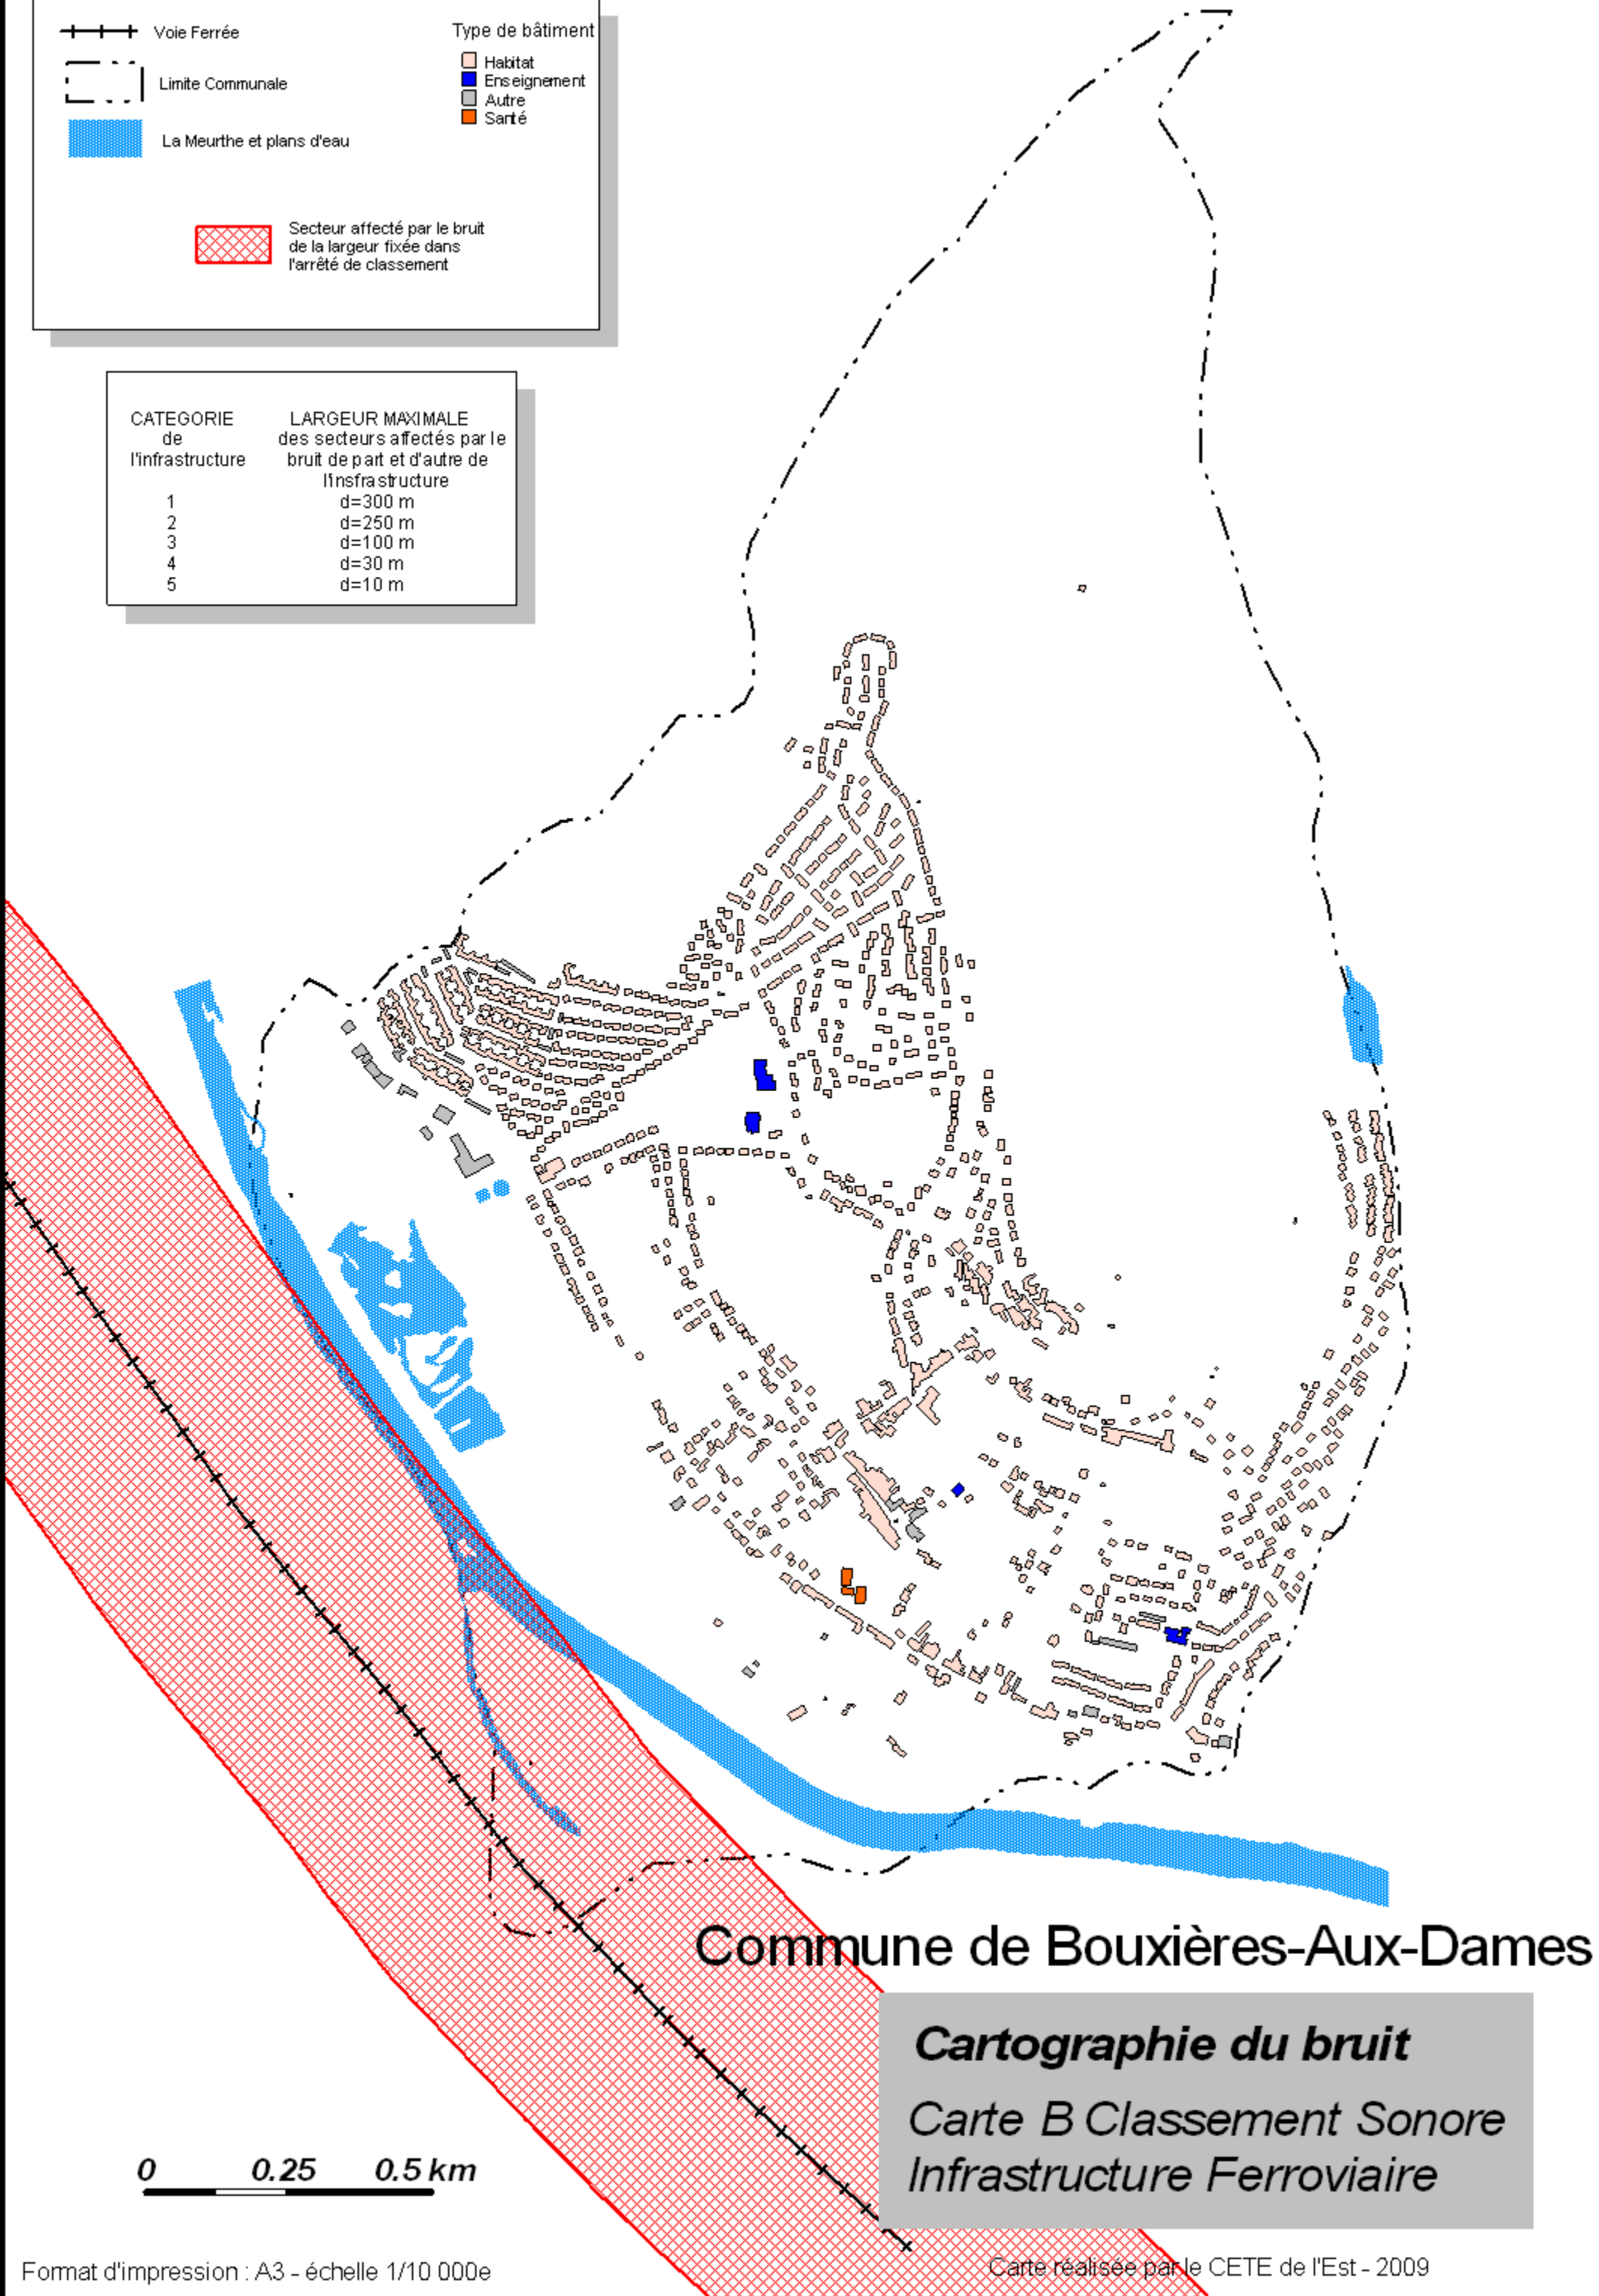 Voie Ferrée
Limite Communale
La Meurthe et plans d'eau
Type de bâtiment
Habitat
Enseignement
Autre
Santé
Secteur affecté par le bruit
de la largeur fixée dans
l'arrêté de classement
CATEGORIE
de
l'infrastructure
LARGEUR MAXIMALE
des secteurs affectés par le
bruit de part et d'autre de
l'insfrastructure
1 d=300 m
2 d=250 m
3 d=100 m
4 d=30 m
5 d=10 m
Commune de Bouxières-Aux-Dames
Cartographie du bruit
Carte B Classement Sonore
Infrastructure Ferroviaire
0 0.25 0.5 km
Format d'impression : A3 - échelle 1/10 000e
Carte réalisée par le CETE de l'Est - 2009